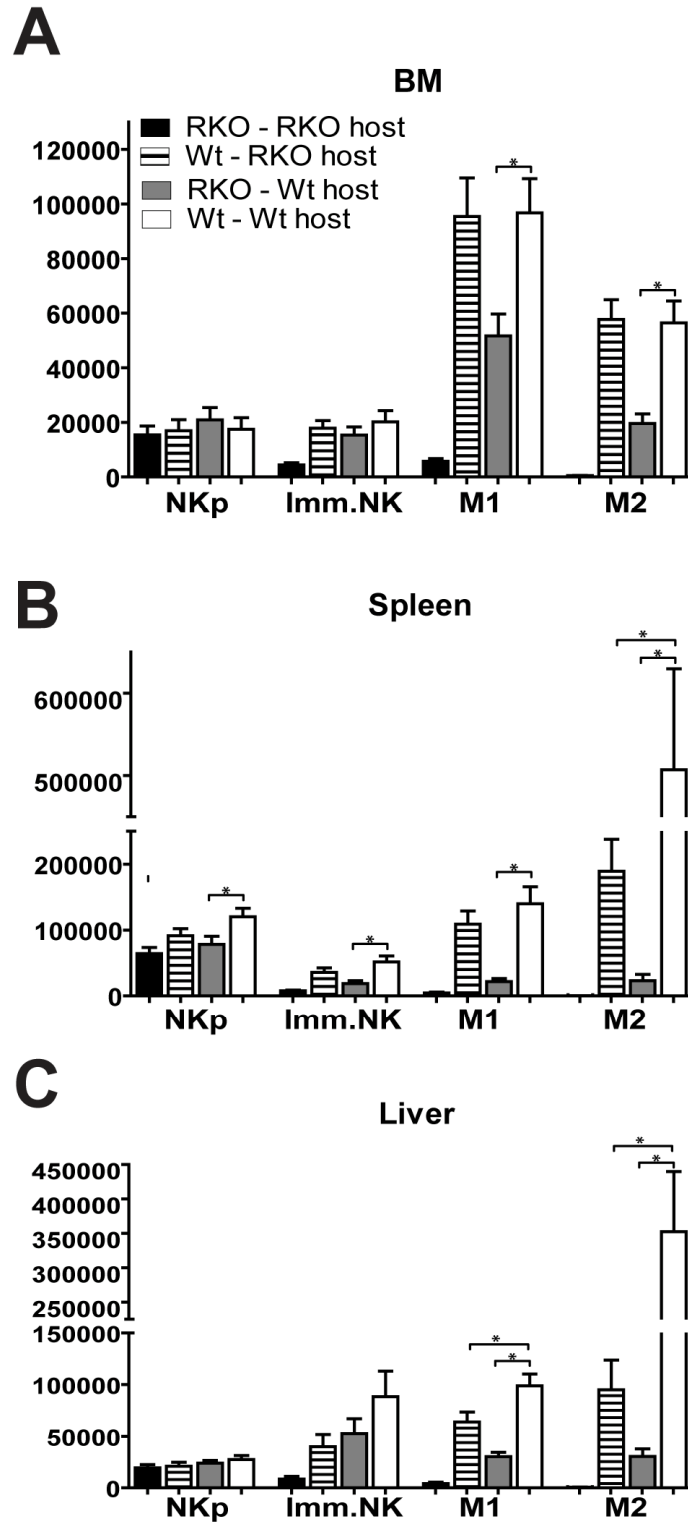 A
BM
RKO - RKO host
Wt - RKO host
RKO - Wt host
Wt - Wt host
120000
100000
80000
60000
40000
20000
0
*
*
NKp Imm.NK M1 M2
B
Spleen
600000
500000
200000
100000
0
*
*
*
*
*
NKp Imm.NK M1 M2
C
Liver
450000
400000
350000
300000
250000
150000
100000
50000
0
*
*
*
*
NKp Imm.NK M1 M2